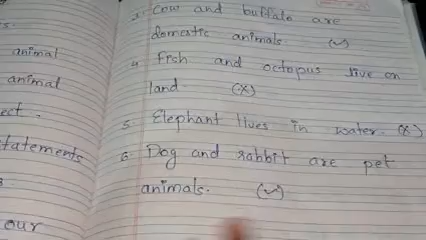 s.
animal
animal
ect.
tatements
s.
our
3. Cow and buffalo are
domestic animals. (✓)
4. Fish and octopus live on
land. (X)
5. Elephant lives in water. (X)
6. Dog and rabbit are pet
animals. (✓)